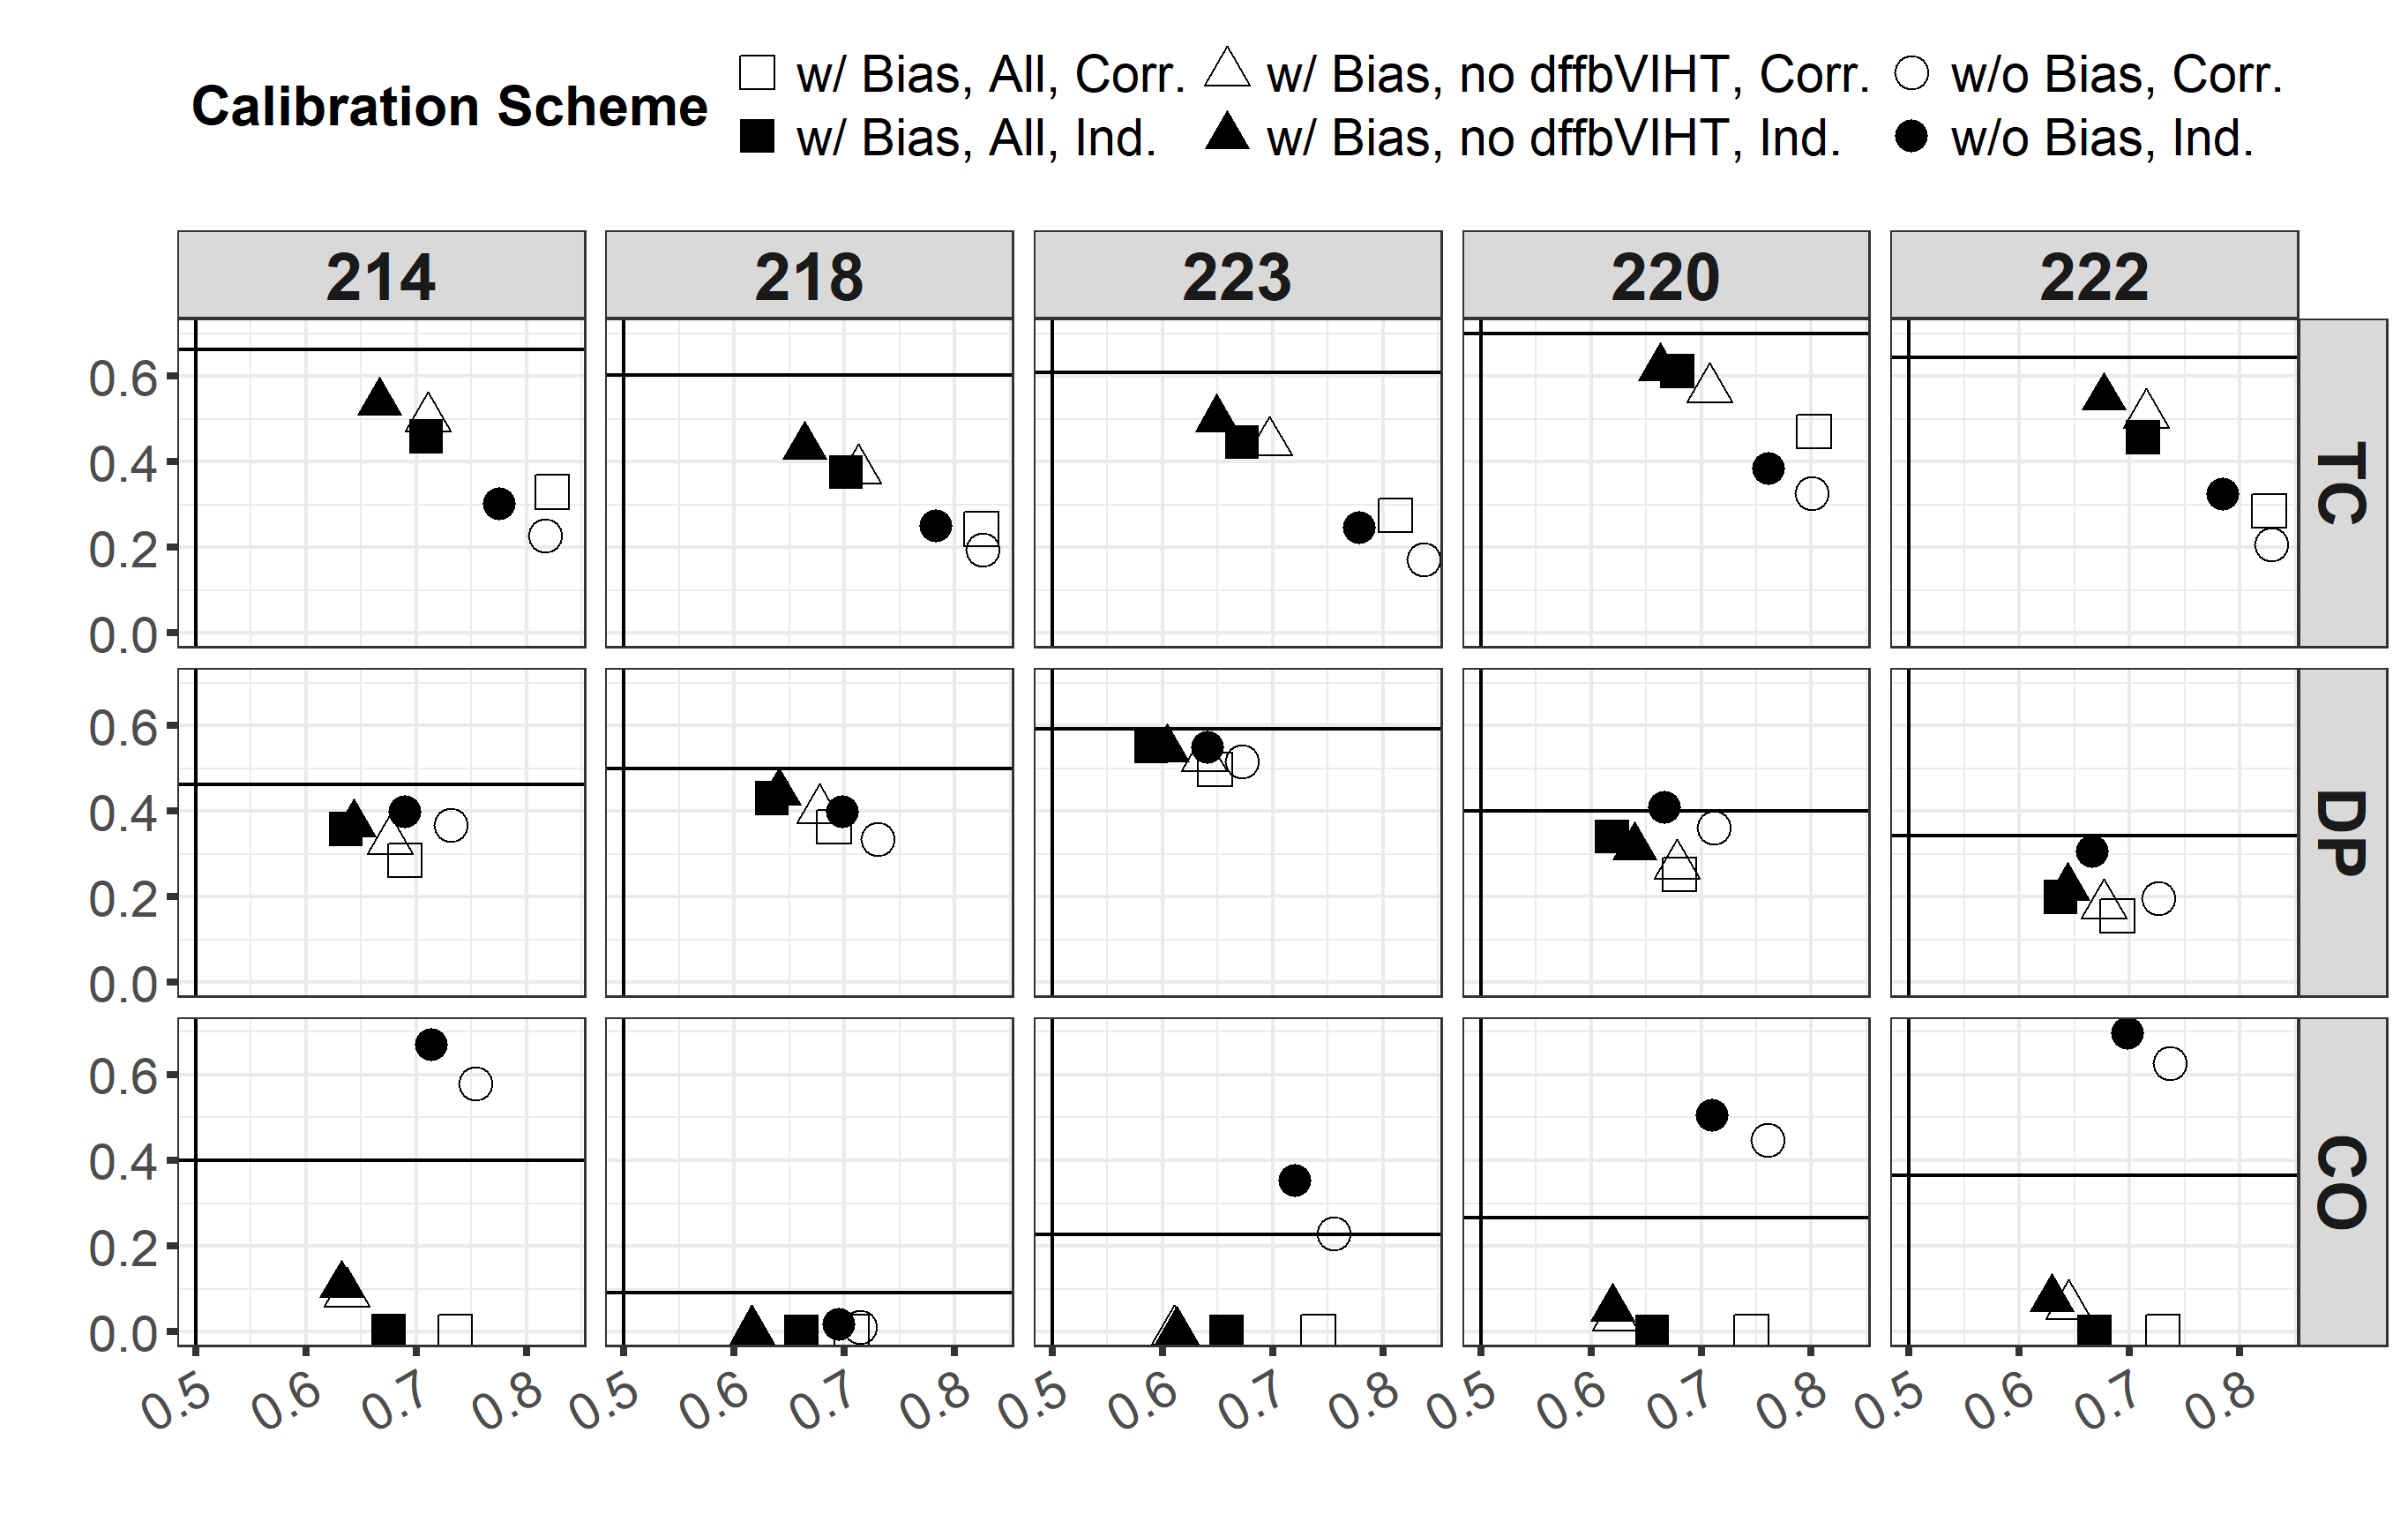 Calibration Scheme
w/ Bias, All, Corr. w/ Bias, no dffbVIHT, Corr. w/o Bias, Corr.
w/ Bias, All, Ind. w/ Bias, no dffbVIHT, Ind. w/o Bias, Ind.
214 218 223 220 222
0.6
0.4
0.2
0.0
TC
0.6
0.4
0.2
0.0
DP
0.6
0.4
0.2
0.0
CO
0.5 0.6 0.7 0.8 0.5 0.6 0.7 0.8 0.5 0.6 0.7 0.8 0.5 0.6 0.7 0.8 0.5 0.6 0.7 0.8